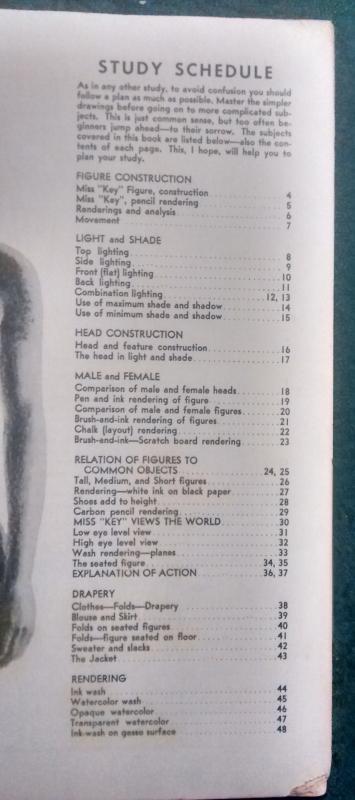 STUDY SCHEDULE
As in any other study, to avoid confusion you should
follow a plan as much as possible. Master the simpler
drawings before going on to more complicated sub-
jects. This is just common sense, but too often be-
ginners jump ahead—to their sorrow. The subjects
covered in this book are listed below—also the con-
tents of each page. This, I hope, will help you to
plan your study.
FIGURE CONSTRUCTION
Miss "Key" Figure, construction 4
Miss "Key", pencil rendering 5
Renderings and analysis 6
Movement 7
LIGHT and SHADE
Top lighting 8
Side lighting 9
Front (flat) lighting 10
Back lighting 11
Combination lighting 12, 13
Use of maximum shade and shadow 14
Use of minimum shade and shadow 15
HEAD CONSTRUCTION
Head and feature construction 16
The head in light and shade 17
MALE and FEMALE
Comparison of male and female heads 18
Pen and ink rendering of figure 19
Comparison of male and female figures 20
Brush-and-ink rendering of figures 21
Chalk (layout) rendering 22
Brush-and-ink—Scratch board rendering 23
RELATION OF FIGURES TO
COMMON OBJECTS 24, 25
Tall, Medium, and Short figures 26
Rendering—white ink on black paper 27
Shoes add to height 28
Carbon pencil rendering 29
MISS "KEY" VIEWS THE WORLD 30
Low eye level view 31
High eye level view 32
Wash rendering—planes 33
The seated figure 34, 35
EXPLANATION OF ACTION 36, 37
DRAPERY
Clothes—Folds—Drapery 38
Blouse and Skirt 39
Folds on seated figures 40
Folds—figure seated on floor 41
Sweater and slacks 42
The Jacket 43
RENDERING
Ink wash 44
Watercolor wash 45
Opaque watercolor 46
Transparent watercolor 47
Ink wash on gesso surface 48